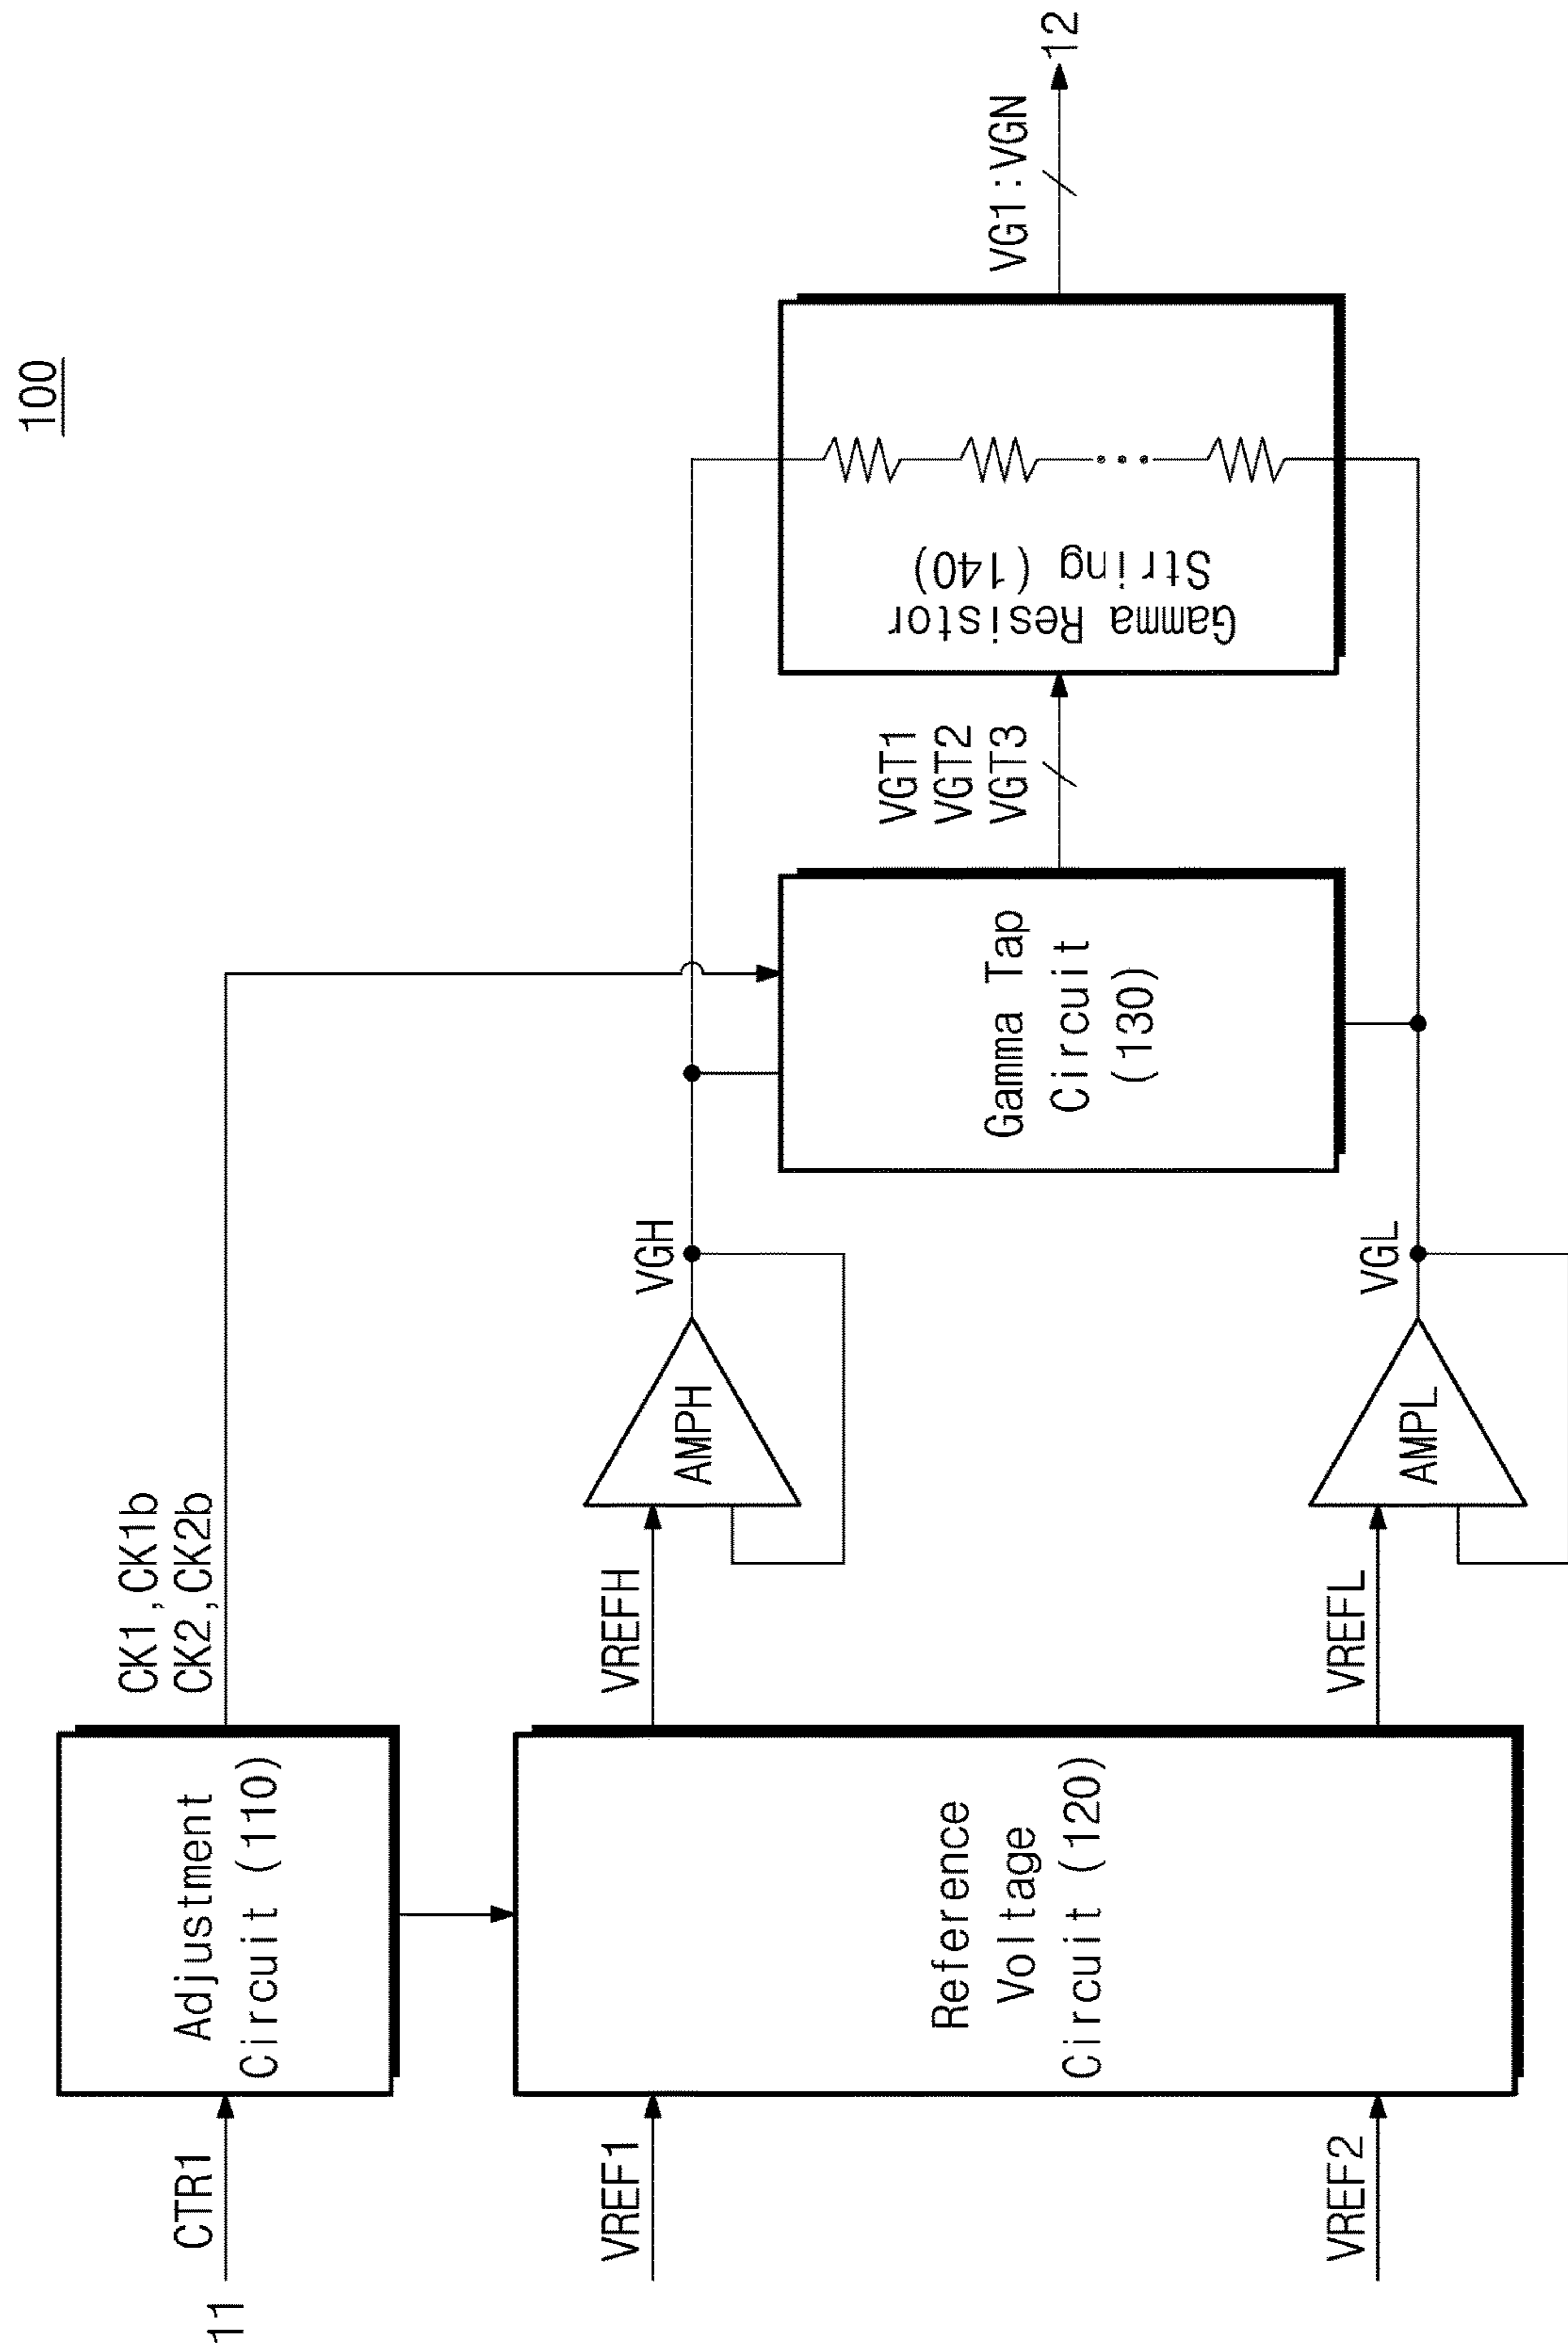 100
11
CTR1
Adjustment
Circuit (110)
CK1,CK1b
CK2,CK2b
VREF1
VREF2
Reference
Voltage
Circuit (120)
VREFH
VREFL
AMPH
AMPL
VGH
VGL
Gamma Tap
Circuit
(130)
VGT1
VGT2
VGT3
Gamma Resistor
String (140)
VG1:VGN
12